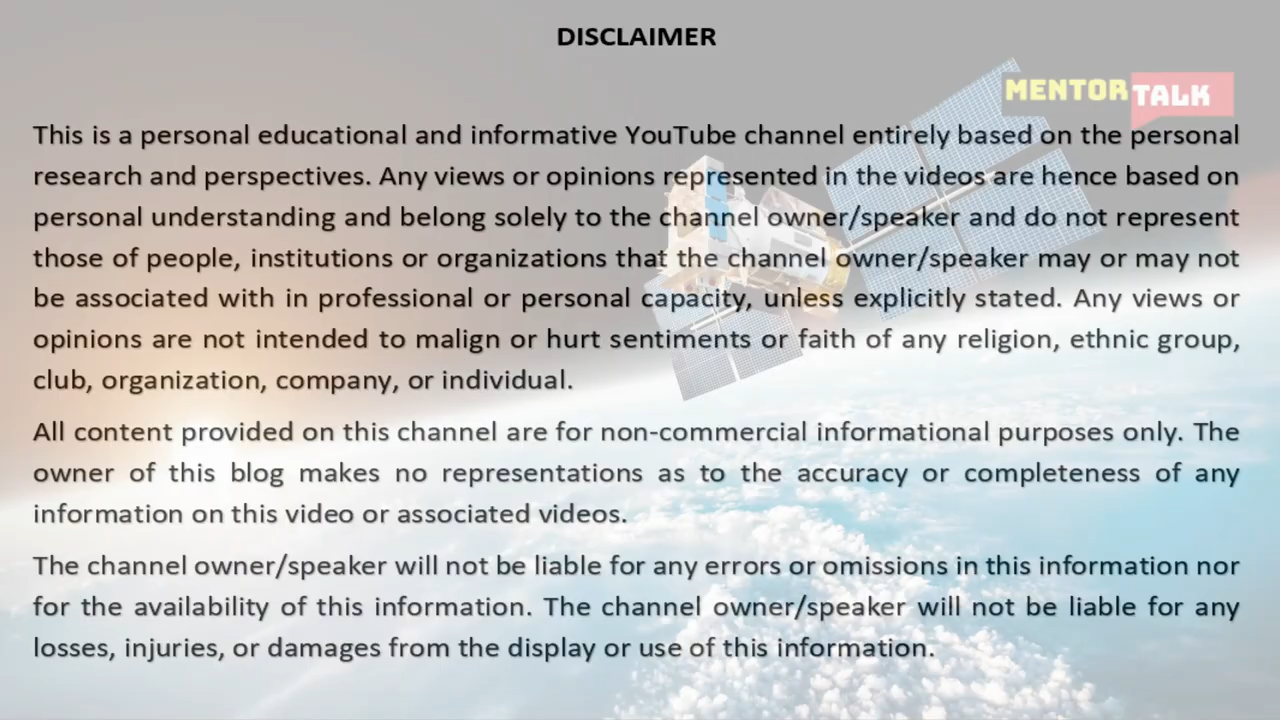 DISCLAIMER
MENTOR TALK
This is a personal educational and informative YouTube channel entirely based on the personal
research and perspectives. Any views or opinions represented in the videos are hence based on
personal understanding and belong solely to the channel owner/speaker and do not represent
those of people, institutions or organizations that the channel owner/speaker may or may not
be associated with in professional or personal capacity, unless explicitly stated. Any views or
opinions are not intended to malign or hurt sentiments or faith of any religion, ethnic group,
club, organization, company, or individual.
All content provided on this channel are for non-commercial informational purposes only. The
owner of this blog makes no representations as to the accuracy or completeness of any
information on this video or associated videos.
The channel owner/speaker will not be liable for any errors or omissions in this information nor
for the availability of this information. The channel owner/speaker will not be liable for any
losses, injuries, or damages from the display or use of this information.